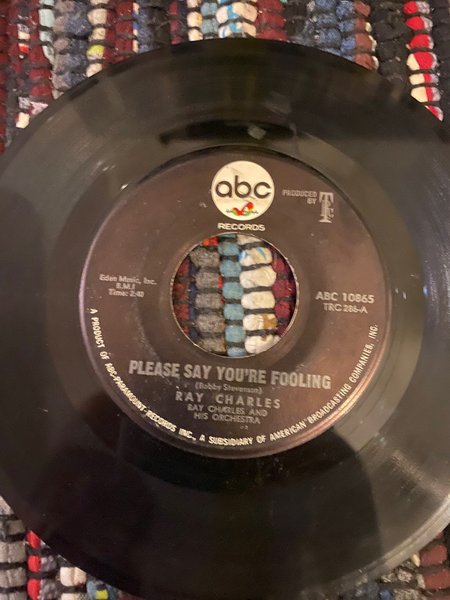 abc
RECORDS
PRODUCED
BY T
Eden Music, Inc.
B.M.I
Time: 2:40
ABC 10865
TRC 286-A
PLEASE SAY YOU'RE FOOLING
(Bobby Stevenson)
RAY CHARLES
RAY CHARLES AND
HIS ORCHESTRA
A PRODUCT OF ABC-PARAMOUNT RECORDS INC., A SUBSIDIARY OF AMERICAN BROADCASTING COMPANIES, INC.